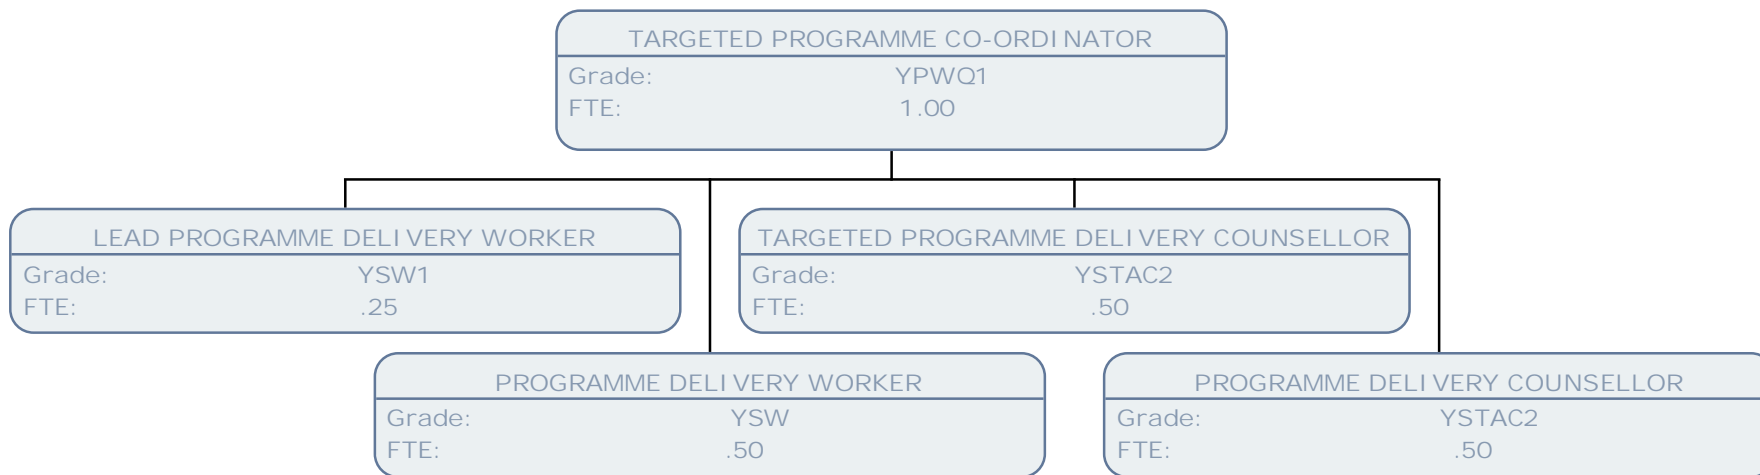 TARGETED PROGRAMME CO-ORDINATOR
Grade: YPWQ1
FTE: 1.00
LEAD PROGRAMME DELIVERY WORKER
Grade: YSW1
FTE: .25
TARGETED PROGRAMME DELIVERY COUNSELLOR
Grade: YSTAC2
FTE: .50
PROGRAMME DELIVERY WORKER
Grade: YSW
FTE: .50
PROGRAMME DELIVERY COUNSELLOR
Grade: YSTAC2
FTE: .50